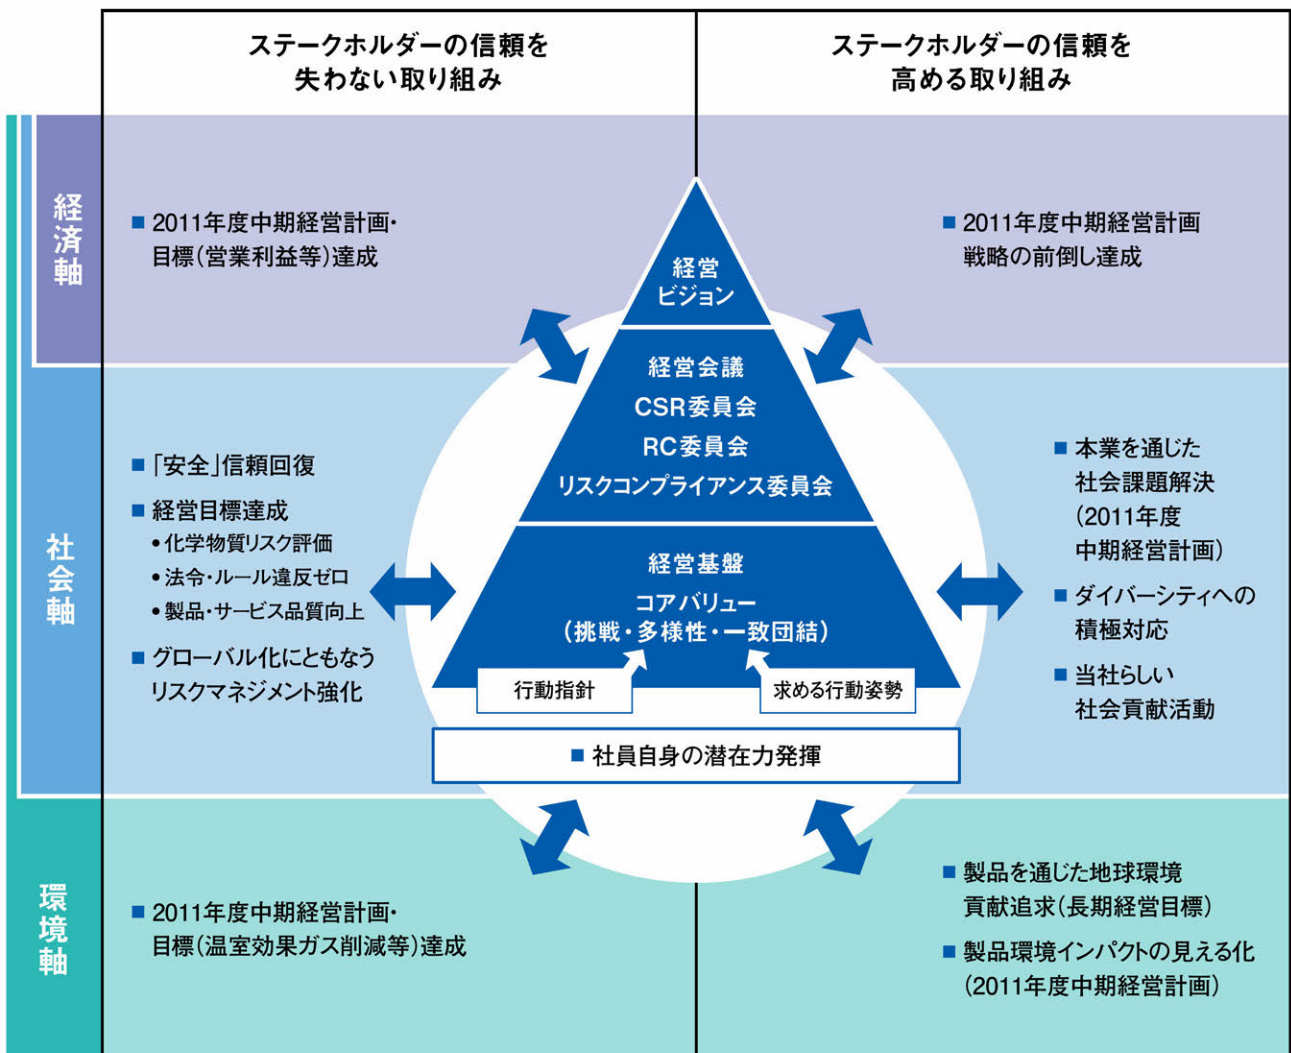 ステークホルダーの信頼を
失わない取り組み
ステークホルダーの信頼を
高める取り組み
経済軸
■ 2011年度中期経営計画・
目標(営業利益等)達成
■ 2011年度中期経営計画
戦略の前倒し達成
経営
ビジョン
経営会議
CSR委員会
RC委員会
リスクコンプライアンス委員会
社会軸
■ 「安全」信頼回復
■ 経営目標達成
• 化学物質リスク評価
• 法令・ルール違反ゼロ
• 製品・サービス品質向上
■ グローバル化にともなう
リスクマネジメント強化
経営基盤
コアバリュー
(挑戦・多様性・一致団結)
行動指針
求める行動姿勢
■ 社員自身の潜在力発揮
■ 本業を通じた
社会課題解決
(2011年度
中期経営計画)
■ ダイバーシティへの
積極対応
■ 当社らしい
社会貢献活動
環境軸
■ 2011年度中期経営計画・
目標(温室効果ガス削減等)達成
■ 製品を通じた地球環境
貢献追求(長期経営目標)
■ 製品環境インパクトの見える化
(2011年度中期経営計画)